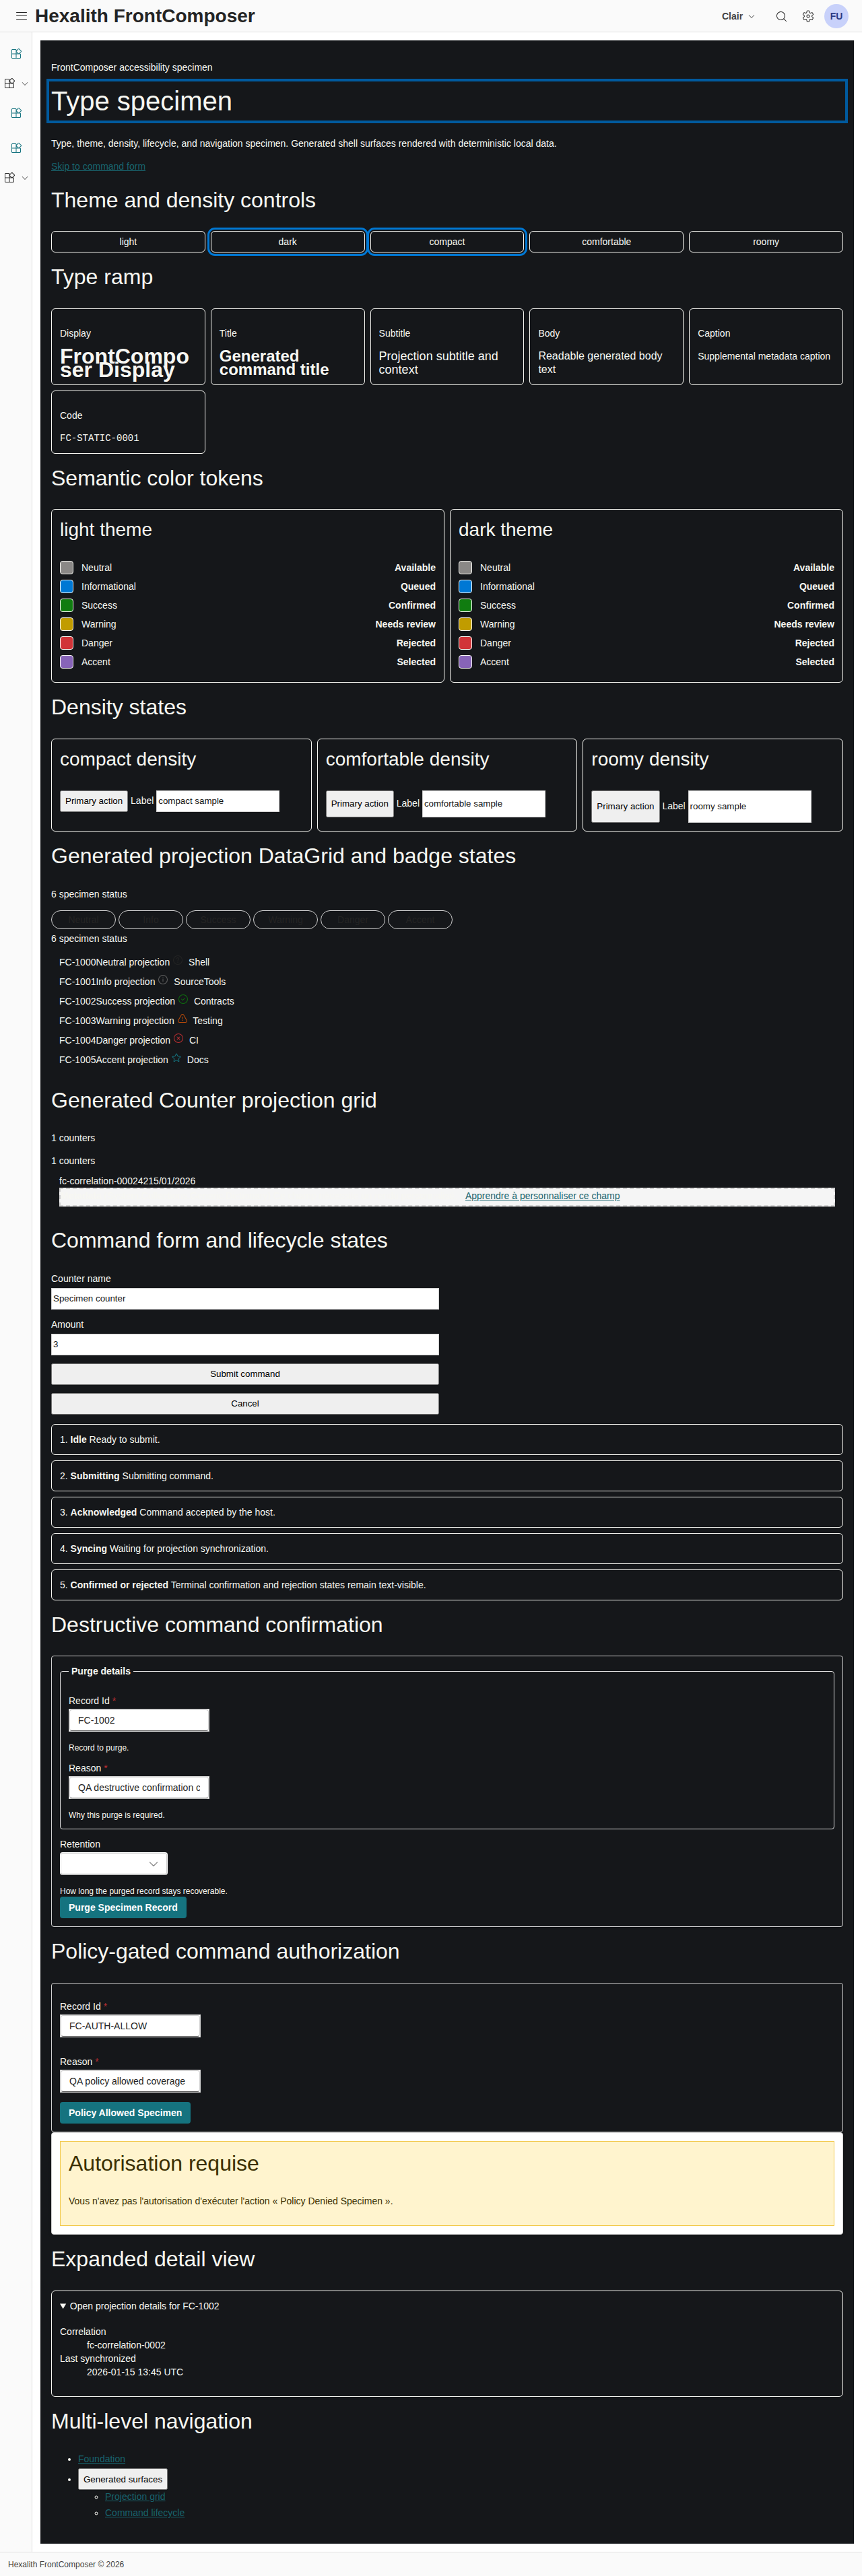 Hexalith FrontComposer
Clair
FU
FrontComposer accessibility specimen
Type specimen
Type, theme, density, lifecycle, and navigation specimen. Generated shell surfaces rendered with deterministic local data.
Skip to command form
Theme and density controls
light
dark
compact
comfortable
roomy
Type ramp
Display
FrontCompo
ser Display
Title
Generated
command title
Subtitle
Projection subtitle and
context
Body
Readable generated body
text
Caption
Supplemental metadata caption
Code
FC-STATIC-0001
Semantic color tokens
light theme
Neutral Available
Informational Queued
Success Confirmed
Warning Needs review
Danger Rejected
Accent Selected
dark theme
Neutral Available
Informational Queued
Success Confirmed
Warning Needs review
Danger Rejected
Accent Selected
Density states
compact density
Primary action Label compact sample
comfortable density
Primary action Label comfortable sample
roomy density
Primary action Label roomy sample
Generated projection DataGrid and badge states
6 specimen status
6 specimen status
FC-1000Neutral projection Shell
FC-1001Info projection SourceTools
FC-1002Success projection Contracts
FC-1003Warning projection Testing
FC-1004Danger projection CI
FC-1005Accent projection Docs
Generated Counter projection grid
1 counters
1 counters
fc-correlation-00024215/01/2026
Apprendre à personnaliser ce champ
Command form and lifecycle states
Counter name
Specimen counter
Amount
3
Submit command
Cancel
1. Idle Ready to submit.
2. Submitting Submitting command.
3. Acknowledged Command accepted by the host.
4. Syncing Waiting for projection synchronization.
5. Confirmed or rejected Terminal confirmation and rejection states remain text-visible.
Destructive command confirmation
Purge details
Record Id *
FC-1002
Record to purge.
Reason *
QA destructive confirmation c
Why this purge is required.
Retention
How long the purged record stays recoverable.
Purge Specimen Record
Policy-gated command authorization
Record Id *
FC-AUTH-ALLOW
Reason *
QA policy allowed coverage
Policy Allowed Specimen
Autorisation requise
Vous n'avez pas l'autorisation d'exécuter l'action « Policy Denied Specimen ».
Expanded detail view
Open projection details for FC-1002
Correlation
fc-correlation-0002
Last synchronized
2026-01-15 13:45 UTC
Multi-level navigation
Foundation
Generated surfaces
Projection grid
Command lifecycle
Hexalith FrontComposer © 2026